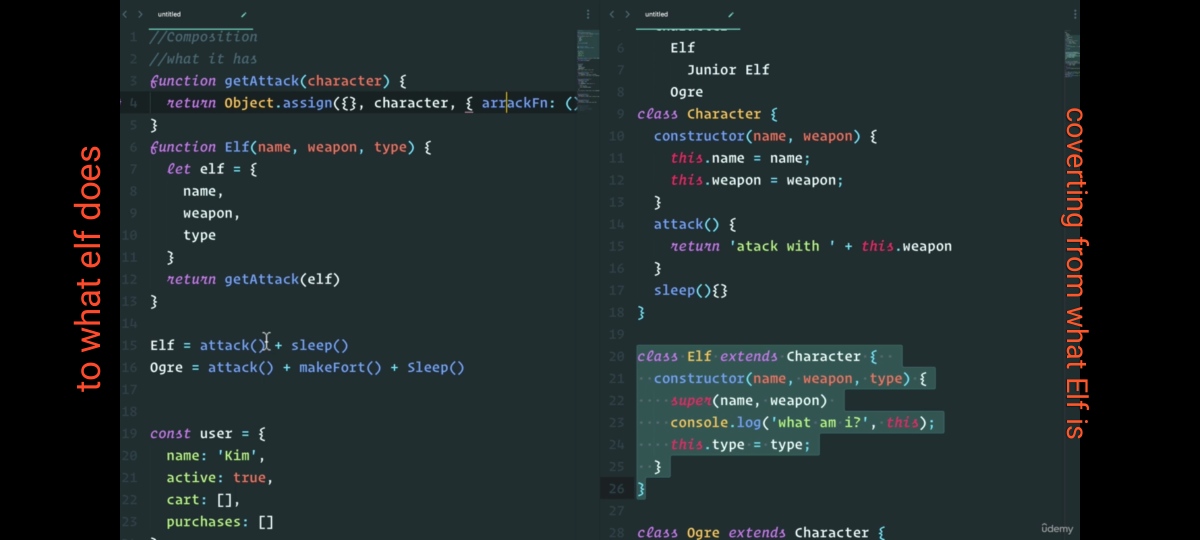 to what elf does
untitled
1 //Composition
2 //what it has
3 function getAttack(character) {
4 return Object.assign({}, character, { arrackFn: ()
5 }
6 function Elf(name, weapon, type) {
7 let elf = {
8 name,
9 weapon,
10 type
11 }
12 return getAttack(elf)
13 }
14
15 Elf = attack() + sleep()
16 Ogre = attack() + makeFort() + Sleep()
17
18
19 const user = {
20 name: 'Kim',
21 active: true,
22 cart: [],
23 purchases: []
untitled
6 Elf
7 Junior Elf
8 Ogre
9 class Character {
10 constructor(name, weapon) {
11 this.name = name;
12 this.weapon = weapon;
13 }
14 attack() {
15 return 'atack with ' + this.weapon
16 }
17 sleep(){}
18 }
19
20 class Elf extends Character {
21 constructor(name, weapon, type) {
22 super(name, weapon)
23 console.log('what am i?', this);
24 this.type = type;
25 }
26 }
27
28 class Ogre extends Character {
coverting from what Elf is
ûdemy